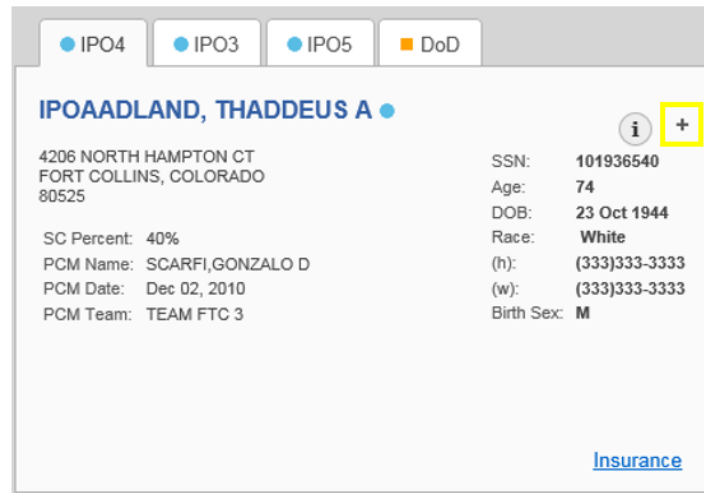 IPO4 IPO3 IPO5 DoD
IPOAADLAND, THADDEUS A
i +
4206 NORTH HAMPTON CT
FORT COLLINS, COLORADO
80525
SC Percent: 40%
PCM Name: SCARFI,GONZALO D
PCM Date: Dec 02, 2010
PCM Team: TEAM FTC 3
SSN: 101936540
Age: 74
DOB: 23 Oct 1944
Race: White
(h): (333)333-3333
(w): (333)333-3333
Birth Sex: M
Insurance